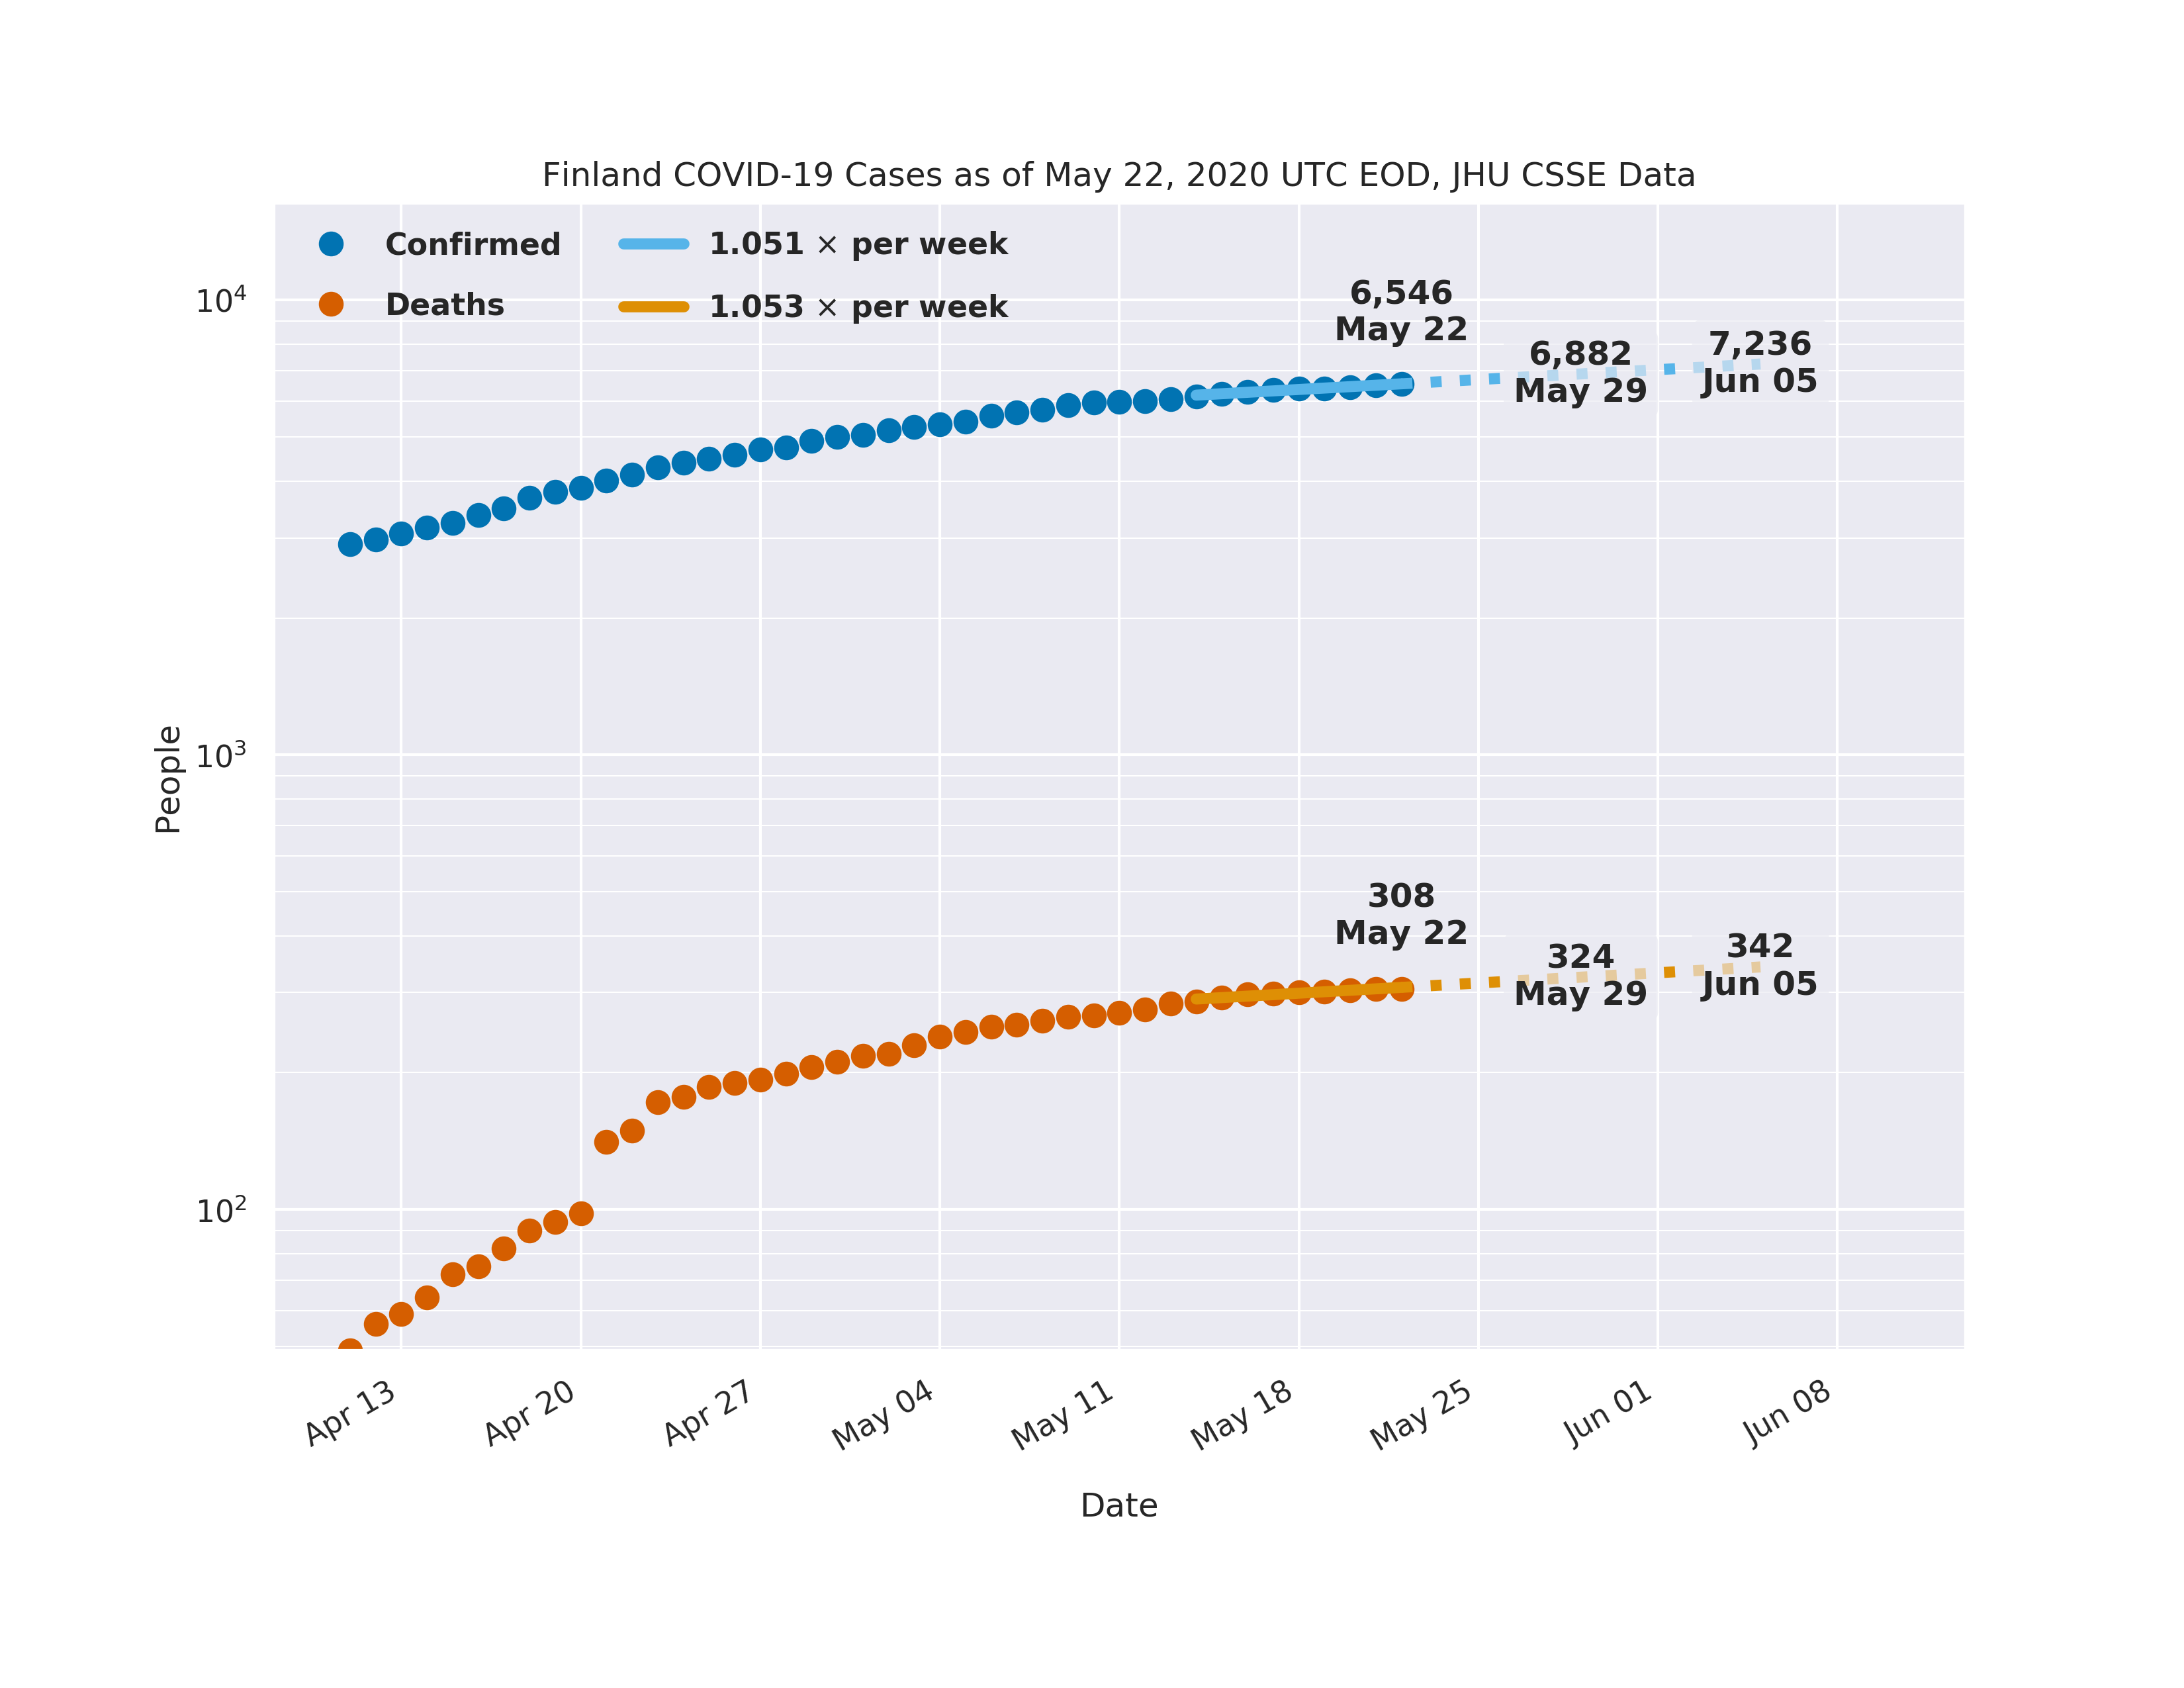 Finland COVID-19 Cases as of May 22, 2020 UTC EOD, JHU CSSE Data
Confirmed
Deaths
1.051 × per week
1.053 × per week
6,546
May 22
6,882
May 29
7,236
Jun 05
308
May 22
324
May 29
342
Jun 05
People
10⁴
10³
10²
Apr 13
Apr 20
Apr 27
May 04
May 11
May 18
May 25
Jun 01
Jun 08
Date